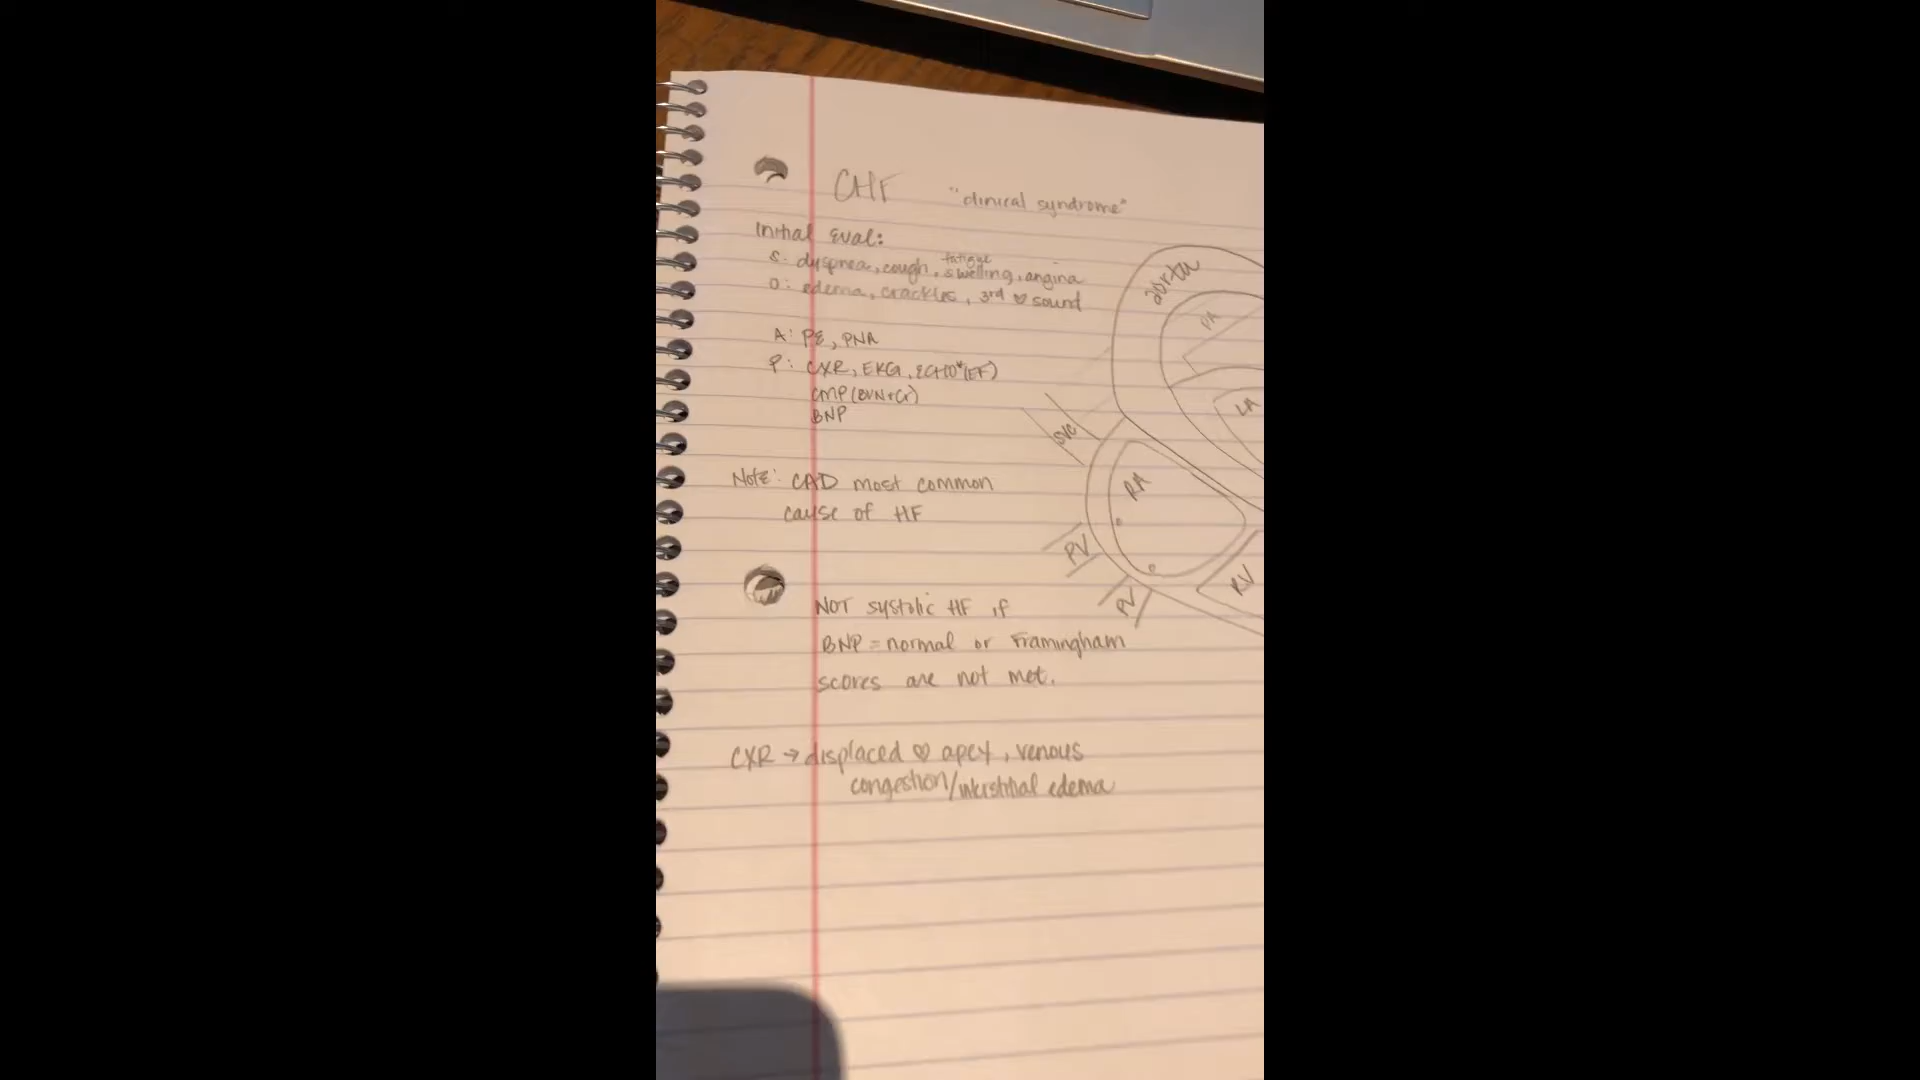 CHF "clinical syndrome"
Initial Eval:
fatigue
S: dyspnea, cough, swelling, angina
O: edema, crackles, 3rd ♡ sound
A: PE, PNA
P: CXR, EKG, ECHO*(EF)
CMP (BUN+Cr)
BNP
Note: CAD most common
cause of HF
NOT systolic HF if
BNP = normal or Framingham
scores are not met.
CXR → displaced ♡ apex, venous
congestion/interstitial edema
aorta
PA
LA
SVC
RA
PV
RV
PV